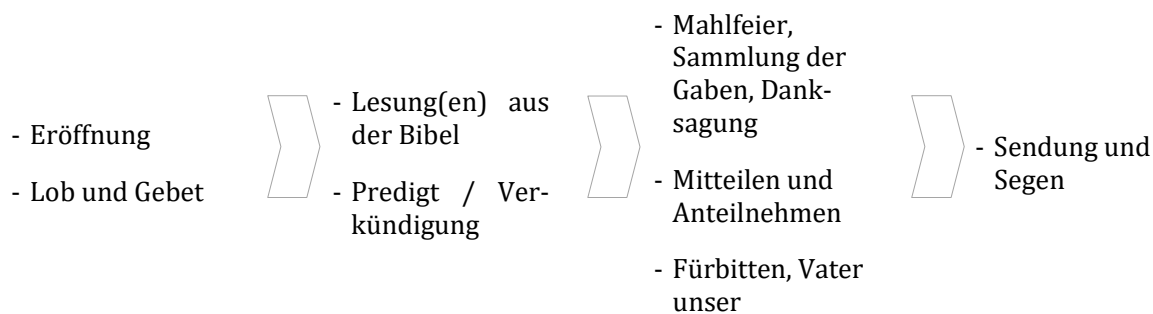 - Eröffnung
- Lob und Gebet
- Lesung(en) aus
der Bibel
- Predigt / Ver-
kündigung
- Mahlfeier,
Sammlung der
Gaben, Dank-
sagung
- Mitteilen und
Anteilnehmen
- Fürbitten, Vater
unser
- Sendung und
Segen